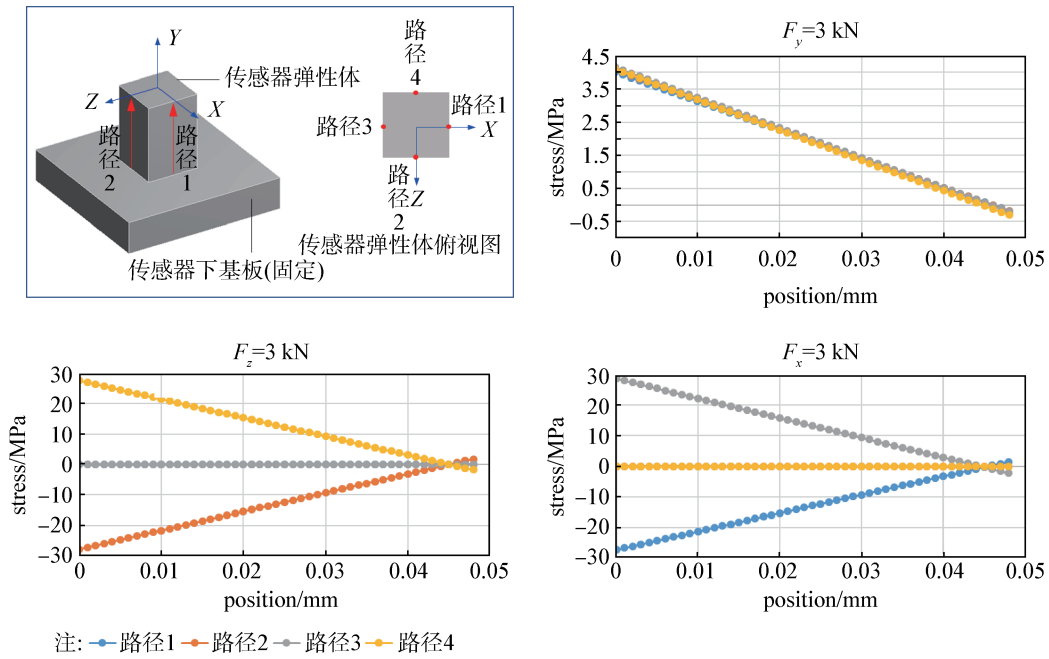 Y
传感器弹性体
Z
X
路径2
路径1
传感器下基板(固定)
路径4
路径1
X
路径3
路径2
Z
传感器弹性体俯视图
Fy=3 kN
stress/MPa
4.5
3.5
2.5
1.5
0.5
−0.5
0 0.01 0.02 0.03 0.04 0.05
position/mm
Fz=3 kN
stress/MPa
30
20
10
0
−10
−20
−30
0 0.01 0.02 0.03 0.04 0.05
position/mm
Fx=3 kN
stress/MPa
30
20
10
0
−10
−20
−30
0 0.01 0.02 0.03 0.04 0.05
position/mm
注: 路径1 路径2 路径3 路径4